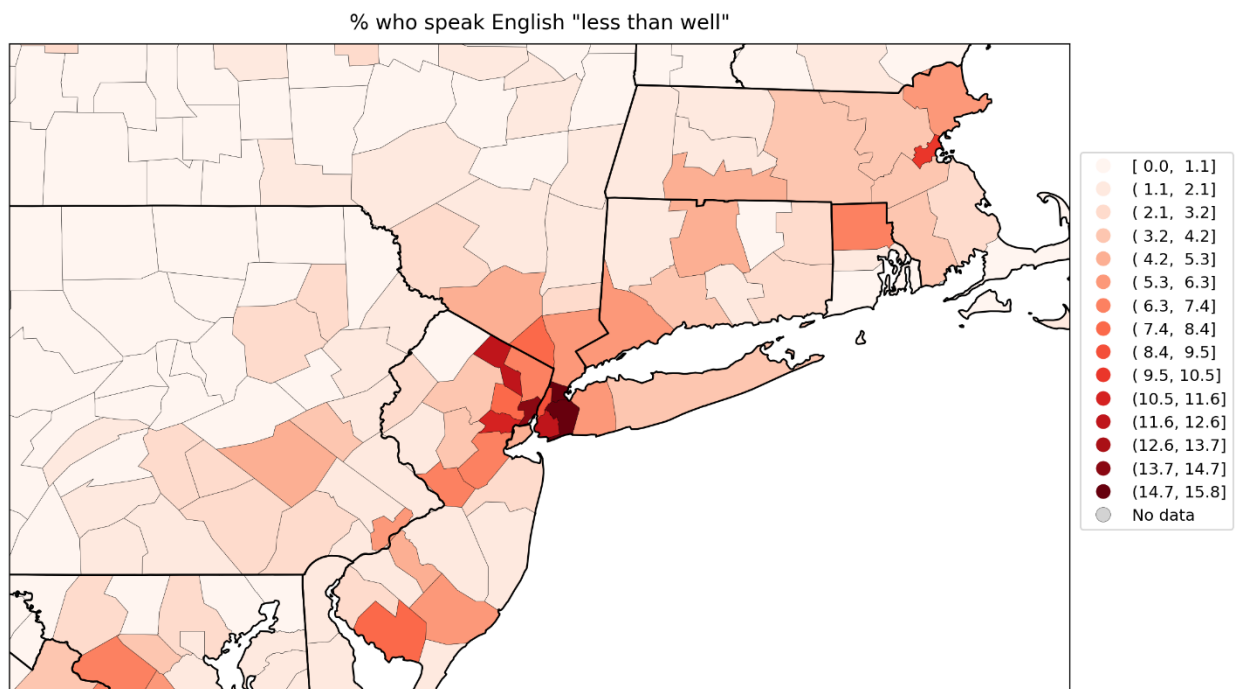 % who speak English "less than well"
[ 0.0, 1.1]
( 1.1, 2.1]
( 2.1, 3.2]
( 3.2, 4.2]
( 4.2, 5.3]
( 5.3, 6.3]
( 6.3, 7.4]
( 7.4, 8.4]
( 8.4, 9.5]
( 9.5, 10.5]
(10.5, 11.6]
(11.6, 12.6]
(12.6, 13.7]
(13.7, 14.7]
(14.7, 15.8]
No data